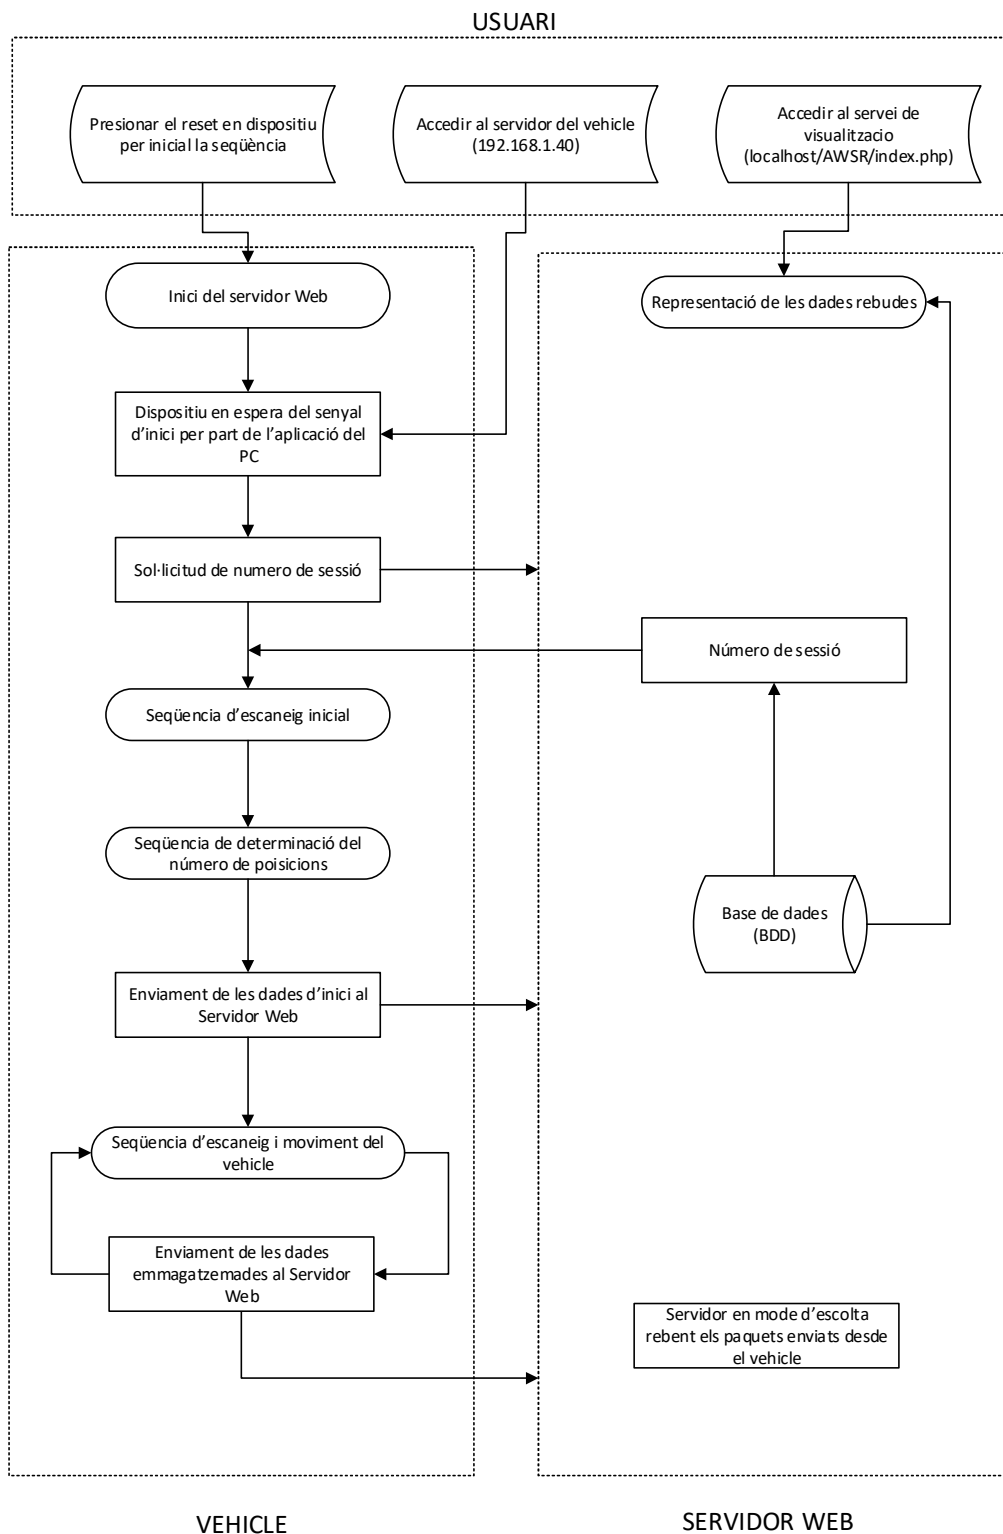 USUARI
Presionar el reset en dispositiu
per inicial la seqüència
Accedir al servidor del vehicle
(192.168.1.40)
Accedir al servei de
visualització
(localhost/AWSR/index.php)
Inici del servidor Web
Representació de les dades rebudes
Dispositiu en espera del senyal
d’inici per part de l’aplicació del
PC
Sol·licitud de numero de sessió
Número de sessió
Seqüencia d’escaneig inicial
Seqüencia de determinació del
número de poisicions
Base de dades
(BDD)
Enviament de les dades d’inici al
Servidor Web
Seqüencia d’escaneig i moviment del
vehicle
Enviament de les dades
emmagatzemades al Servidor
Web
Servidor en mode d’escolta
rebent els paquets enviats desde
el vehicle
VEHICLE
SERVIDOR WEB